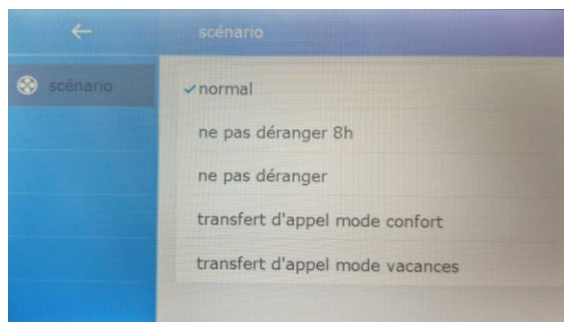 scénario
scénario
normal
ne pas déranger 8h
ne pas déranger
transfert d'appel mode confort
transfert d'appel mode vacances